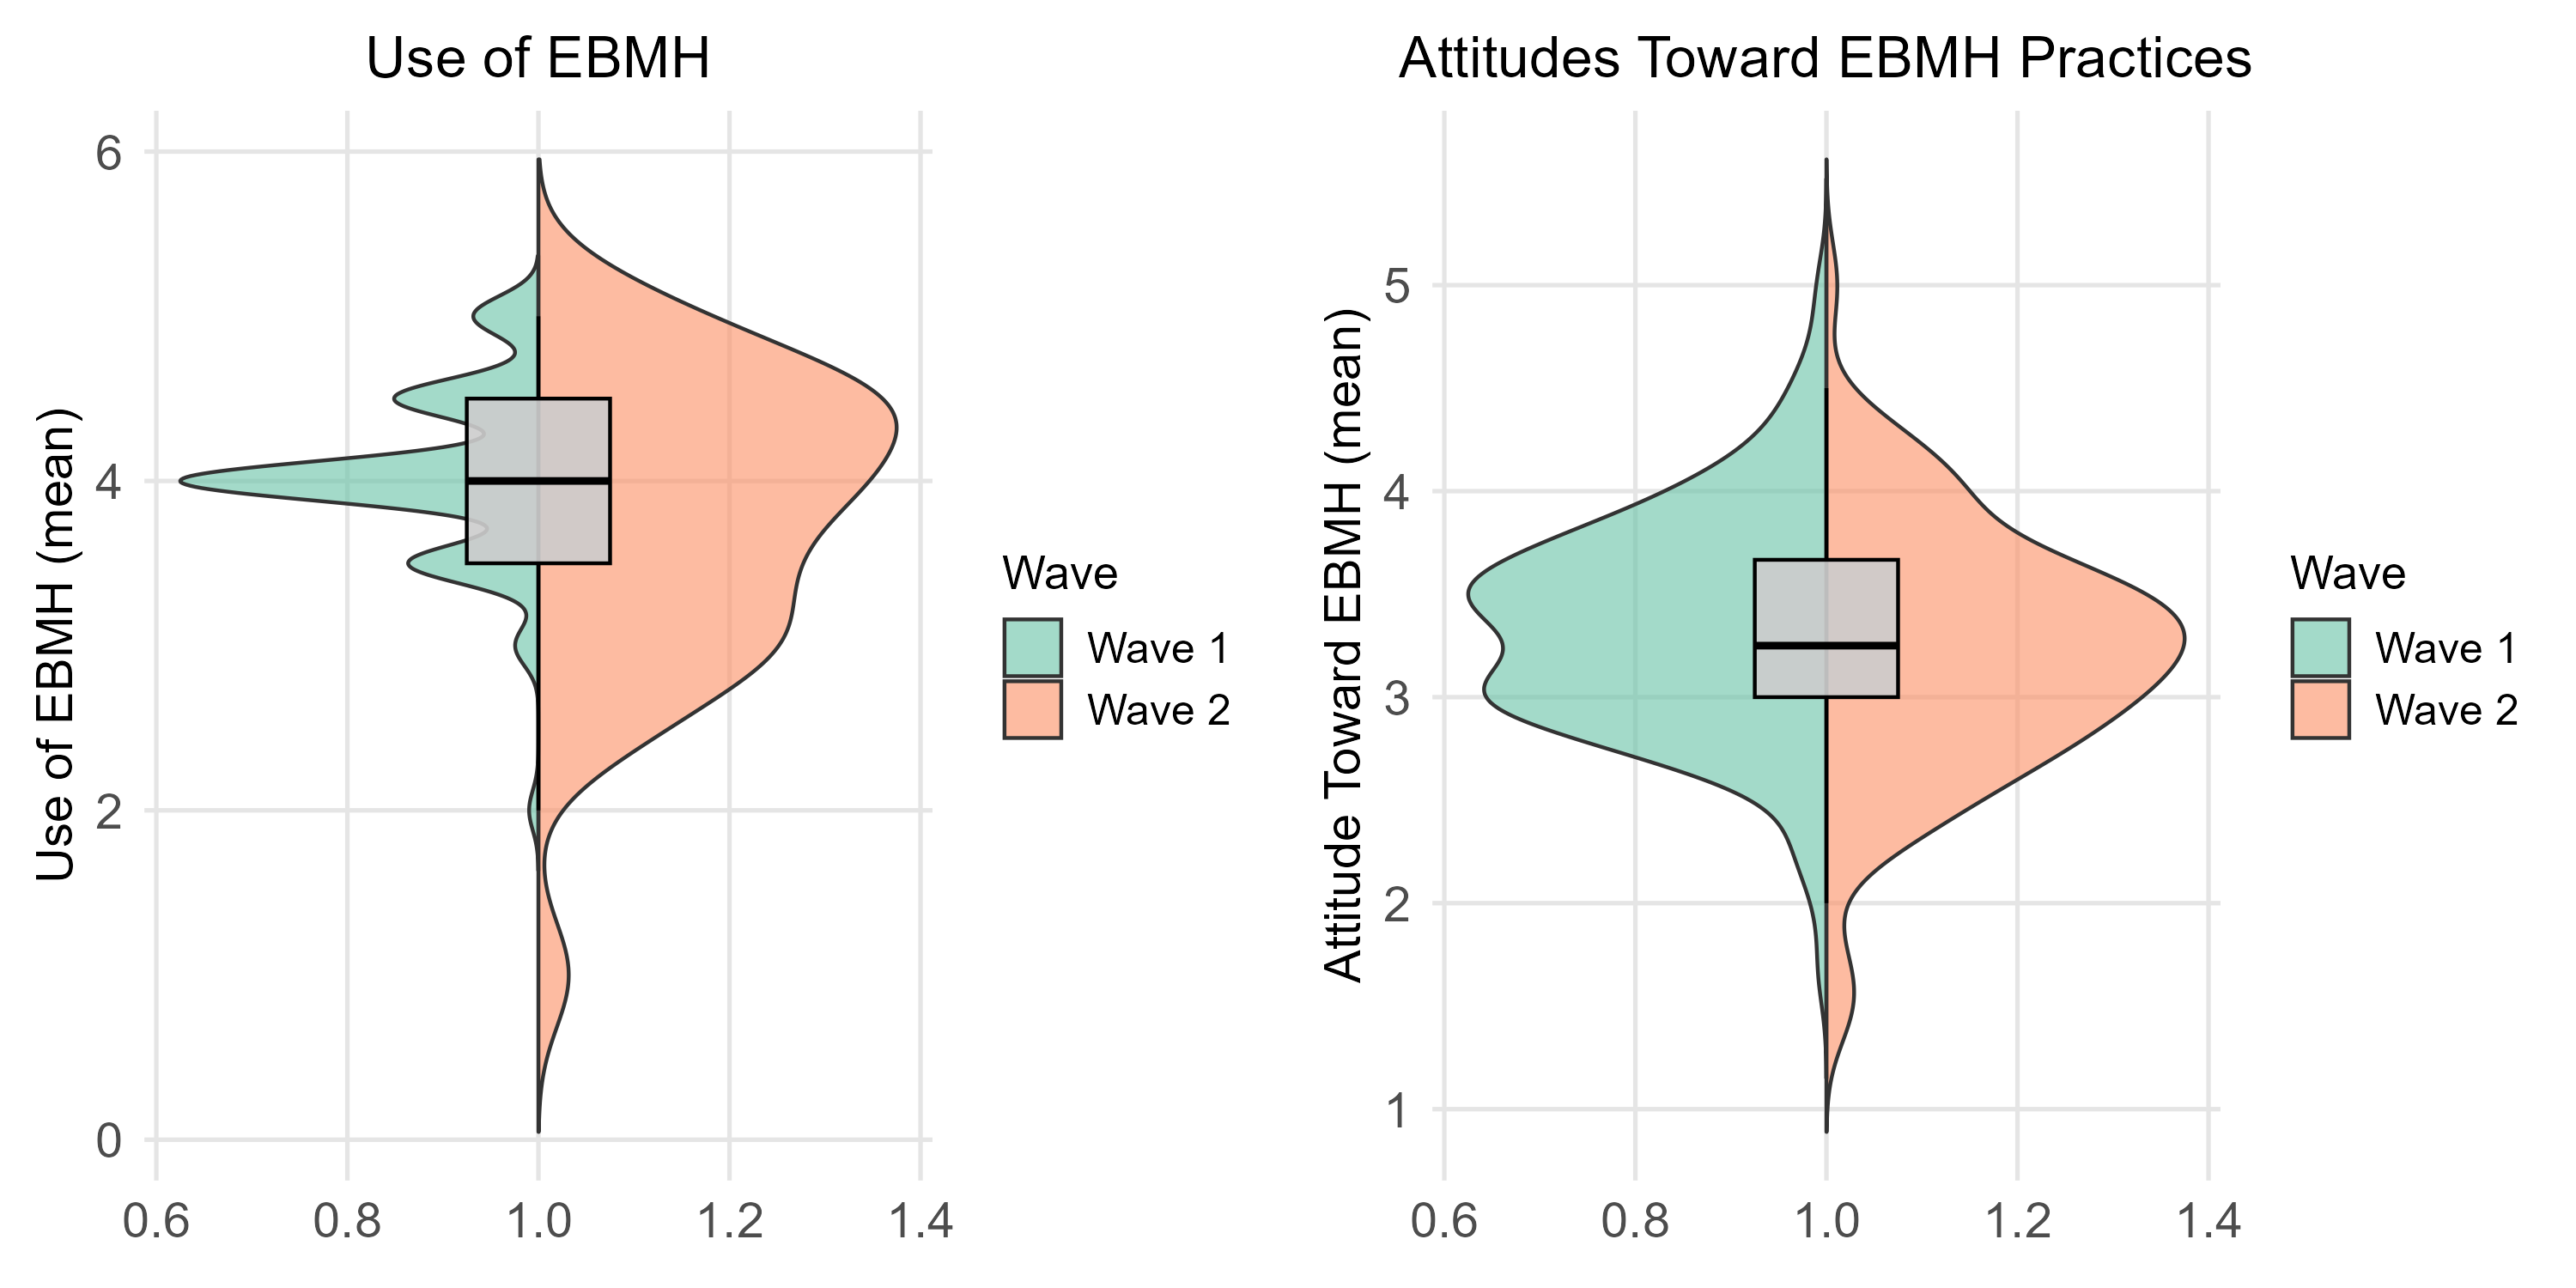 Use of EBMH
Use of EBMH (mean)
6
4
2
0
0.6 0.8 1.0 1.2 1.4
Wave
Wave 1
Wave 2
Attitudes Toward EBMH Practices
Attitude Toward EBMH (mean)
5
4
3
2
1
0.6 0.8 1.0 1.2 1.4
Wave
Wave 1
Wave 2